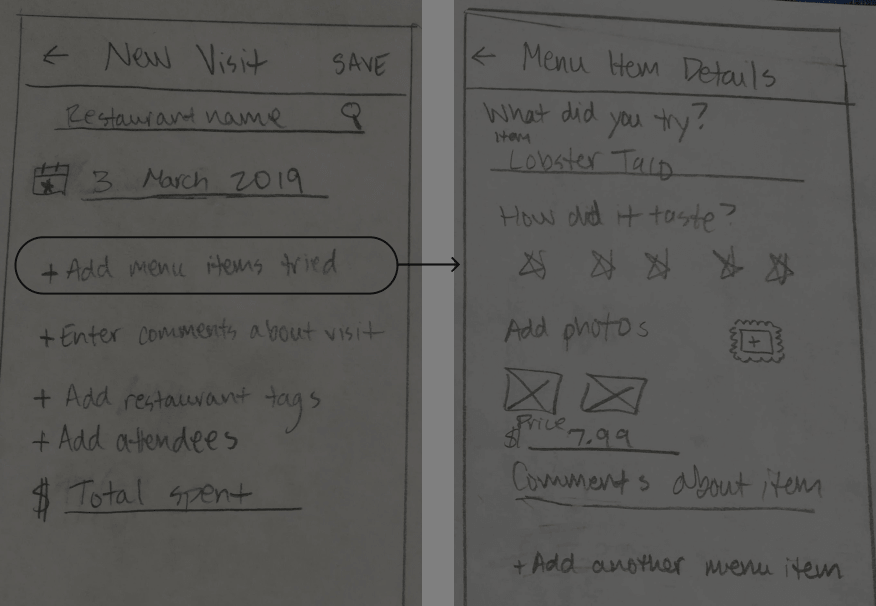 ← New Visit SAVE
Restaurant name
3 March 2019
+ Add menu items tried
+ Enter comments about visit
+ Add restaurant tags
+ Add attendees
$ Total spent
← Menu Item Details
What did you try?
item
Lobster Taco
How did it taste?
Add photos
+
Price
$ 7.99
Comments about item
+ Add another menu item